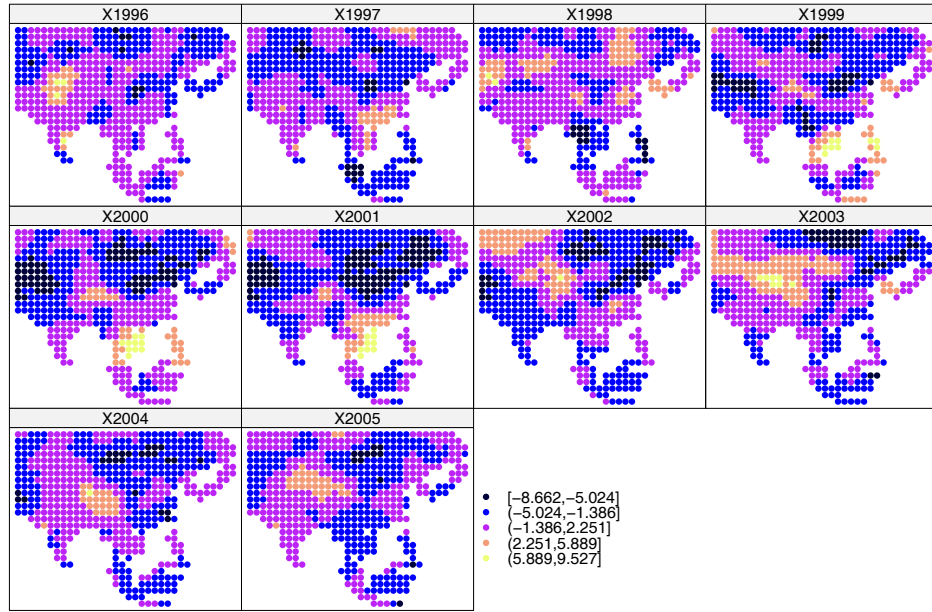 X1996
X1997
X1998
X1999
X2000
X2001
X2002
X2003
X2004
X2005
[−8.662,−5.024]
(−5.024,−1.386]
(−1.386,2.251]
(2.251,5.889]
(5.889,9.527]